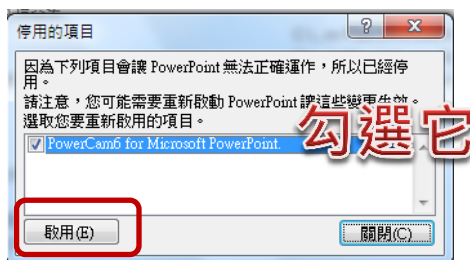 停用的項目
因為下列項目會讓 PowerPoint 無法正確運作，所以已經停
用。
請注意，您可能需要重新啟動 PowerPoint 讓這些變更生效。
選取您要重新啟用的項目。
PowerCam6 for Microsoft PowerPoint.
勾選它
啟用(E)
關閉(C)